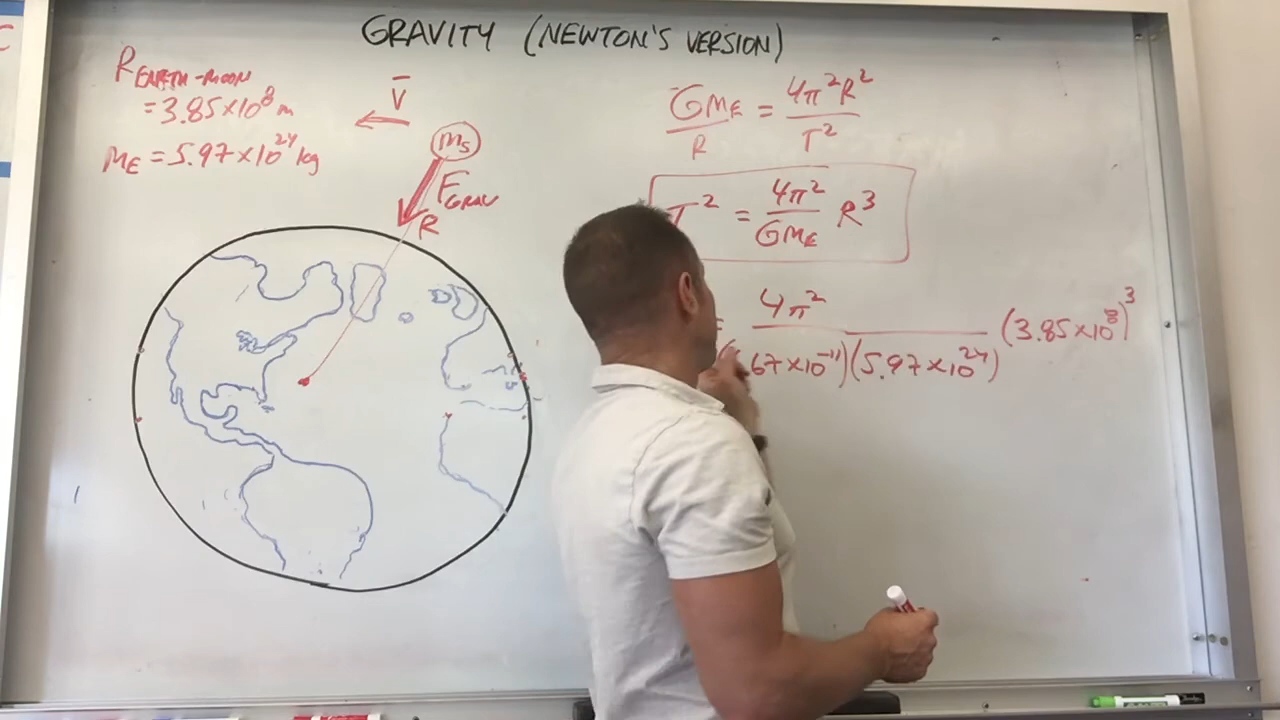 GRAVITY (NEWTON'S VERSION)
C
R EARTH-MOON
= 3.85×10⁸ m
M_E = 5.97×10²⁴ kg
V
m_s
F_GRAV
R
GM_E/R = 4π²R²/T²
T² = 4π²/GM_E R³
= 4π²/(.67×10⁻¹¹)(5.97×10²⁴) (3.85×10⁸)³